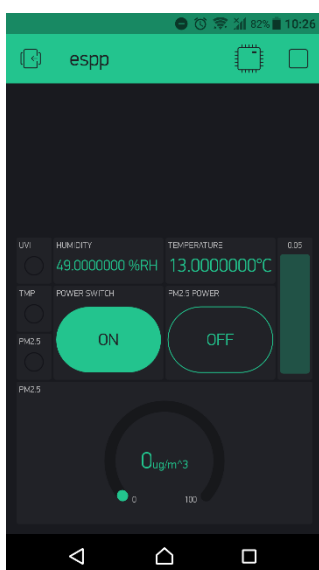 82% 10:26
espp
UVI HUMIDITY TEMPERATURE 0.05
49.0000000 %RH 13.0000000°C
TMP POWER SWITCH PM2.5 POWER
PM2.5 ON OFF
PM2.5
0ug/m^3
0 100